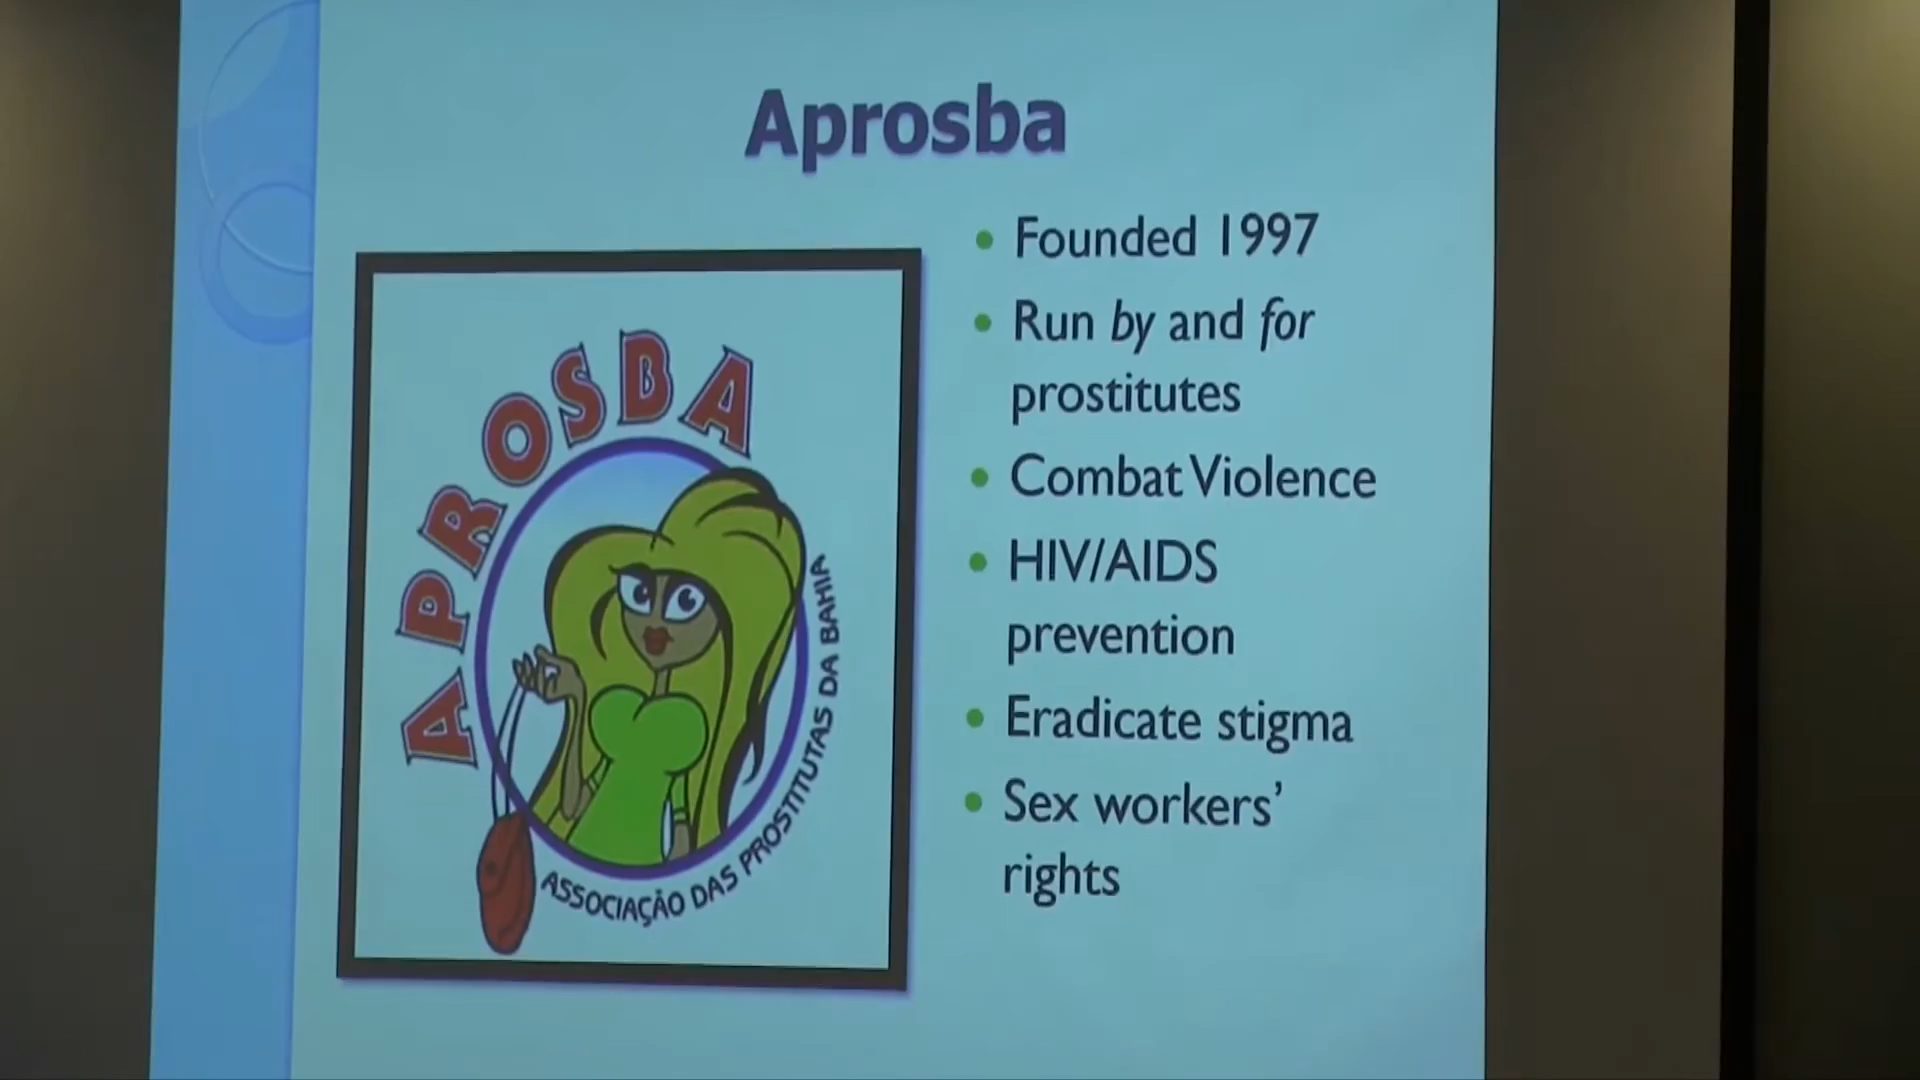 Aprosba
APROSBA
ASSOCIAÇÃO DAS PROSTITUTAS DA BAHIA
• Founded 1997
• Run by and for
prostitutes
• Combat Violence
• HIV/AIDS
prevention
• Eradicate stigma
• Sex workers'
rights